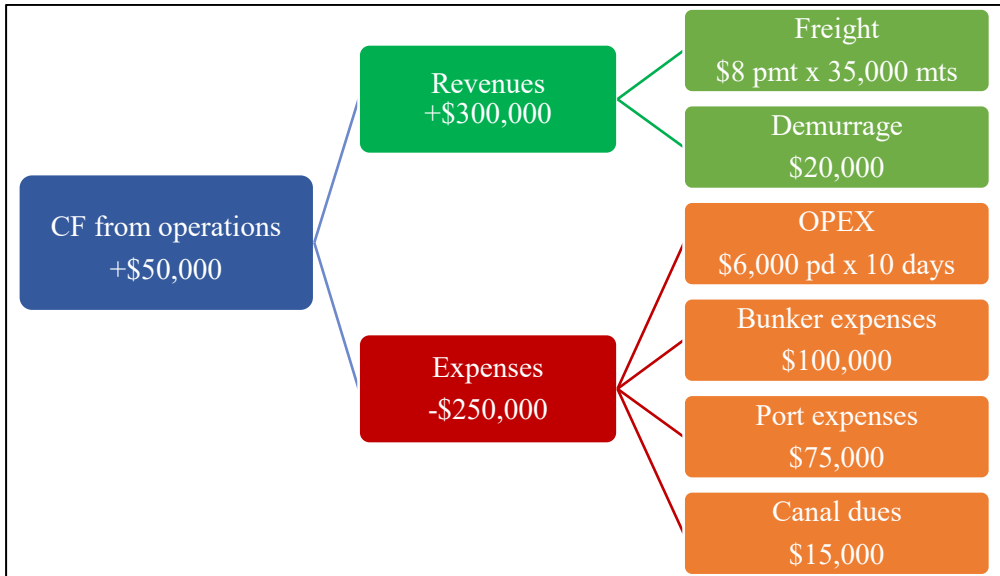 CF from operations
+$50,000
Revenues
+$300,000
Freight
$8 pmt x 35,000 mts
Demurrage
$20,000
Expenses
-$250,000
OPEX
$6,000 pd x 10 days
Bunker expenses
$100,000
Port expenses
$75,000
Canal dues
$15,000